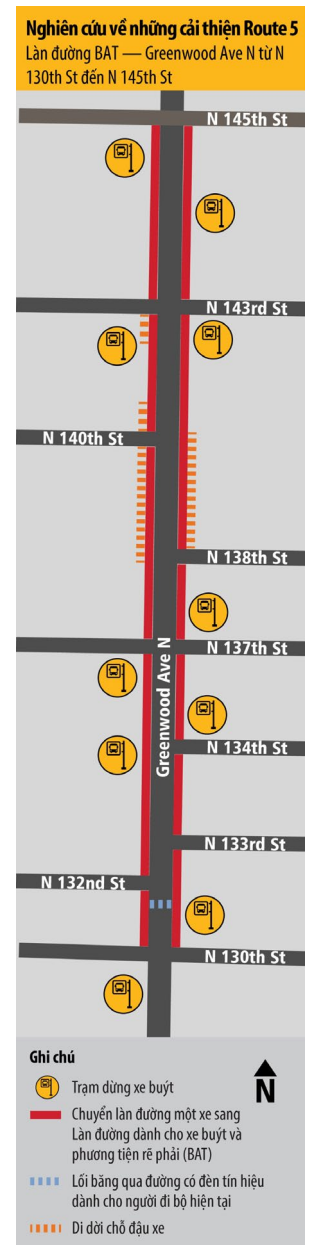 Nghiên cứu về những cải thiện Route 5
Làn đường BAT — Greenwood Ave N từ N
130th St đến N 145th St
N 145th St
N 143rd St
N 140th St
N 138th St
N 137th St
Greenwood Ave N
N 134th St
N 133rd St
N 132nd St
N 130th St
Ghi chú
Trạm dừng xe buýt
N
Chuyển làn đường một xe sang
Làn đường dành cho xe buýt và
phương tiện rẽ phải (BAT)
Lối băng qua đường có đèn tín hiệu
dành cho người đi bộ hiện tại
Di dời chỗ đậu xe